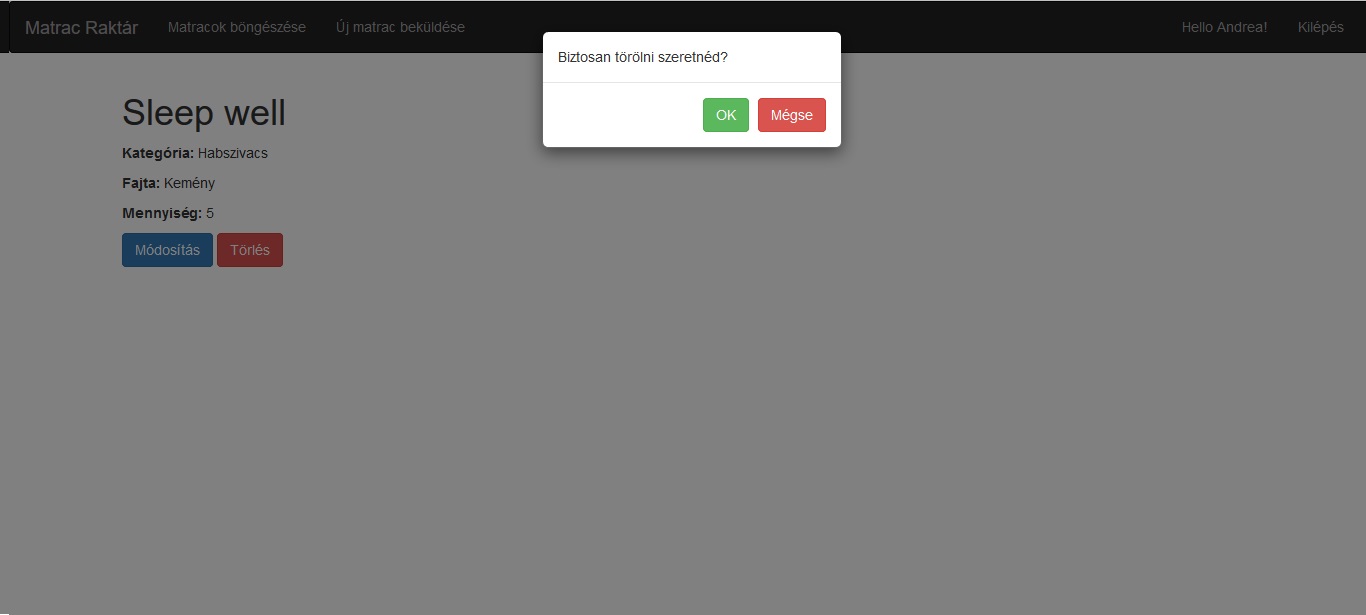 Matrac Raktár Matracok böngészése Új matrac beküldése Hello Andrea! Kilépés
Biztosan törölni szeretnéd?
OK Mégse
Sleep well
Kategória: Habszivacs
Fajta: Kemény
Mennyiség: 5
Módosítás Törlés